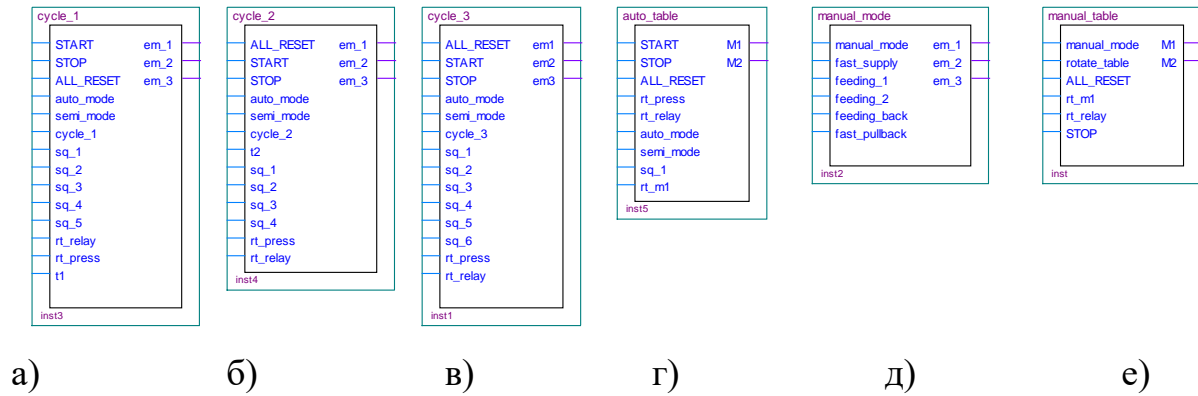 cycle_1
START em_1
STOP em_2
ALL_RESET em_3
auto_mode
semi_mode
cycle_1
sq_1
sq_2
sq_3
sq_4
sq_5
rt_relay
rt_press
t1
inst3
cycle_2
ALL_RESET em_1
START em_2
STOP em_3
auto_mode
semi_mode
cycle_2
t2
sq_1
sq_2
sq_3
sq_4
rt_press
rt_relay
inst4
cycle_3
ALL_RESET em1
START em2
STOP em3
auto_mode
semi_mode
cycle_3
sq_1
sq_2
sq_3
sq_4
sq_5
sq_6
rt_press
rt_relay
inst1
auto_table
START M1
STOP M2
ALL_RESET
rt_press
rt_relay
auto_mode
semi_mode
sq_1
rt_m1
inst5
manual_mode
manual_mode em_1
fast_supply em_2
feeding_1 em_3
feeding_2
feeding_back
fast_pullback
inst2
manual_table
manual_mode M1
rotate_table M2
ALL_RESET
rt_m1
rt_relay
STOP
inst
а) б) в) г) д) е)